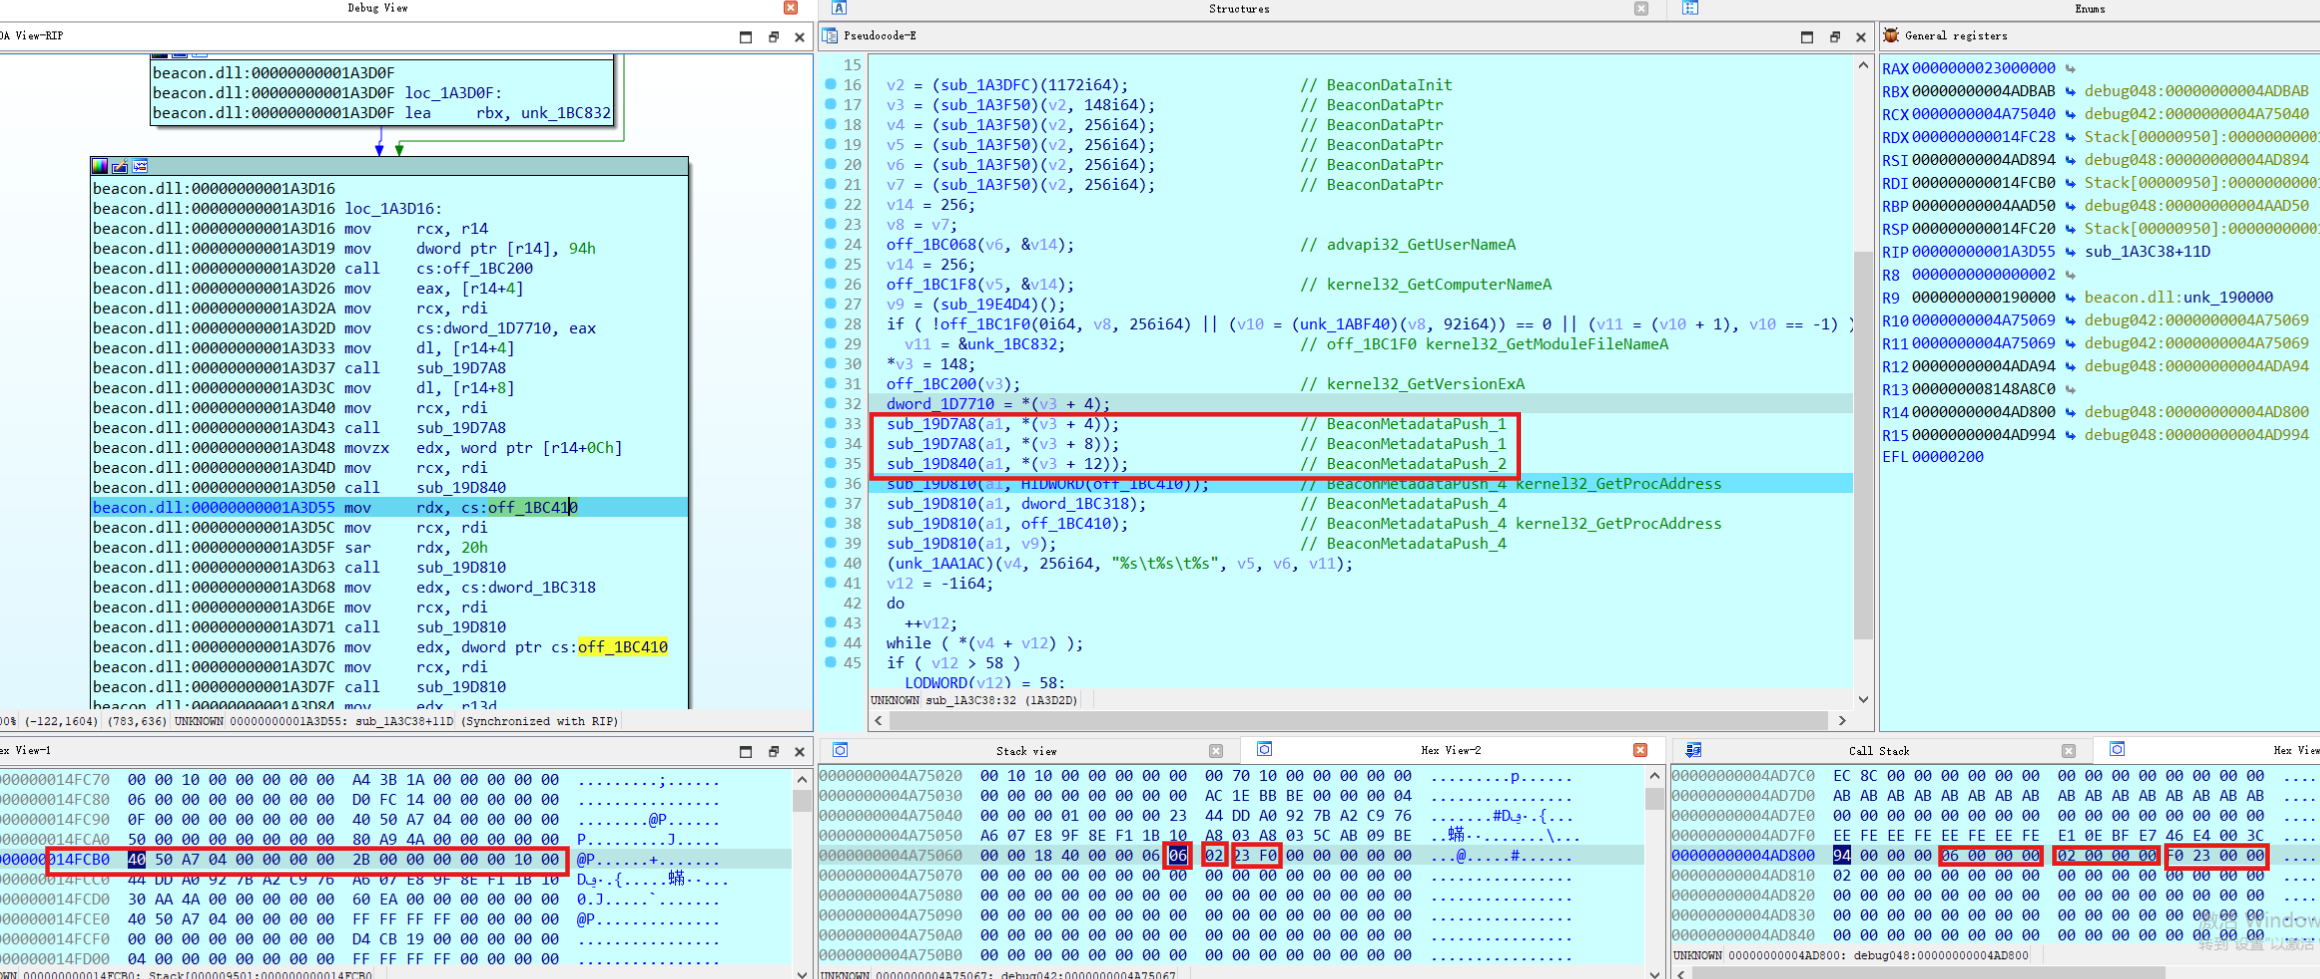 Debug View
Structures
Enums
DA View-RIP
Pseudocode-E
General registers
beacon.dll:00000000001A3D0F
beacon.dll:00000000001A3D0F loc_1A3D0F:
beacon.dll:00000000001A3D0F lea rbx, unk_1BC832
beacon.dll:00000000001A3D16
beacon.dll:00000000001A3D16 loc_1A3D16:
beacon.dll:00000000001A3D16 mov rcx, r14
beacon.dll:00000000001A3D19 mov dword ptr [r14], 94h
beacon.dll:00000000001A3D20 call cs:off_1BC200
beacon.dll:00000000001A3D26 mov eax, [r14+4]
beacon.dll:00000000001A3D2A mov rcx, rdi
beacon.dll:00000000001A3D2D mov cs:dword_1D7710, eax
beacon.dll:00000000001A3D33 mov dl, [r14+4]
beacon.dll:00000000001A3D37 call sub_19D7A8
beacon.dll:00000000001A3D3C mov dl, [r14+8]
beacon.dll:00000000001A3D40 mov rcx, rdi
beacon.dll:00000000001A3D43 call sub_19D7A8
beacon.dll:00000000001A3D48 movzx edx, word ptr [r14+0Ch]
beacon.dll:00000000001A3D4D mov rcx, rdi
beacon.dll:00000000001A3D50 call sub_19D840
beacon.dll:00000000001A3D55 mov rdx, cs:off_1BC410
beacon.dll:00000000001A3D5C mov rcx, rdi
beacon.dll:00000000001A3D5F sar rdx, 20h
beacon.dll:00000000001A3D63 call sub_19D810
beacon.dll:00000000001A3D68 mov edx, cs:dword_1BC318
beacon.dll:00000000001A3D6E mov rcx, rdi
beacon.dll:00000000001A3D71 call sub_19D810
beacon.dll:00000000001A3D76 mov edx, dword ptr cs:off_1BC410
beacon.dll:00000000001A3D7C mov rcx, rdi
beacon.dll:00000000001A3D7F call sub_19D810
beacon.dll:00000000001A3D84 mov edx, r13d
00% (-122,1604) (783,636) UNKNOWN 00000000001A3D55: sub_1A3C38+11D (Synchronized with RIP)
15
16 v2 = (sub_1A3DFC)(1172i64); // BeaconDataInit
17 v3 = (sub_1A3F50)(v2, 148i64); // BeaconDataPtr
18 v4 = (sub_1A3F50)(v2, 256i64); // BeaconDataPtr
19 v5 = (sub_1A3F50)(v2, 256i64); // BeaconDataPtr
20 v6 = (sub_1A3F50)(v2, 256i64); // BeaconDataPtr
21 v7 = (sub_1A3F50)(v2, 256i64); // BeaconDataPtr
22 v14 = 256;
23 v8 = v7;
24 off_1BC068(v6, &v14); // advapi32_GetUserNameA
25 v14 = 256;
26 off_1BC1F8(v5, &v14); // kernel32_GetComputerNameA
27 v9 = (sub_19E4D4)();
28 if ( !off_1BC1F0(0i64, v8, 256i64) || (v10 = (unk_1ABF40)(v8, 92i64)) == 0 || (v11 = (v10 + 1), v10 == -1) )
29 v11 = &unk_1BC832; // off_1BC1F0 kernel32_GetModuleFileNameA
30 *v3 = 148;
31 off_1BC200(v3); // kernel32_GetVersionExA
32 dword_1D7710 = *(v3 + 4);
33 sub_19D7A8(a1, *(v3 + 4)); // BeaconMetadataPush_1
34 sub_19D7A8(a1, *(v3 + 8)); // BeaconMetadataPush_1
35 sub_19D840(a1, *(v3 + 12)); // BeaconMetadataPush_2
36 sub_19D810(a1, HIDWORD(off_1BC410)); // BeaconMetadataPush_4 kernel32_GetProcAddress
37 sub_19D810(a1, dword_1BC318); // BeaconMetadataPush_4
38 sub_19D810(a1, off_1BC410); // BeaconMetadataPush_4 kernel32_GetProcAddress
39 sub_19D810(a1, v9); // BeaconMetadataPush_4
40 (unk_1AA1AC)(v4, 256i64, "%s\t%s\t%s", v5, v6, v11);
41 v12 = -1i64;
42 do
43 ++v12;
44 while ( *(v4 + v12) );
45 if ( v12 > 58 )
LODWORD(v12) = 58;
UNKNOWN sub_1A3C38:32 (1A3D2D)
RAX 0000000023000000
RBX 00000000004ADBAB debug048:00000000004ADBAB
RCX 0000000004A75040 debug042:0000000004A75040
RDX 000000000014FC28 Stack[00000950]:0000000000
RSI 00000000004AD894 debug048:00000000004AD894
RDI 000000000014FCB0 Stack[00000950]:0000000000
RBP 00000000004AAD50 debug048:00000000004AAD50
RSP 000000000014FC20 Stack[00000950]:0000000000
RIP 00000000001A3D55 sub_1A3C38+11D
R8 0000000000000002
R9 0000000000190000 beacon.dll:unk_190000
R10 0000000004A75069 debug042:0000000004A75069
R11 0000000004A75069 debug042:0000000004A75069
R12 00000000004ADA94 debug048:00000000004ADA94
R13 000000008148A8C0
R14 00000000004AD800 debug048:00000000004AD800
R15 00000000004AD994 debug048:00000000004AD994
EFL 00000200
ex View-1
000000014FC70 00 00 10 00 00 00 00 00 A4 3B 1A 00 00 00 00 00 .........;......
000000014FC80 06 00 00 00 00 00 00 00 D0 FC 14 00 00 00 00 00 ................
000000014FC90 0F 00 00 00 00 00 00 00 40 50 A7 04 00 00 00 00 ........@P......
000000014FCA0 50 00 00 00 00 00 00 00 80 A9 4A 00 00 00 00 00 P.........J.....
000000014FCB0 40 50 A7 04 00 00 00 00 2B 00 00 00 00 00 10 00 @P......+.......
000000014FCC0 44 DD A0 92 7B A2 C9 76 A6 07 E8 9F 8E F1 1B 10
000000014FCD0 30 AA 4A 00 00 00 00 00 60 EA 00 00 00 00 00 00 0.J.....`.......
000000014FCE0 40 50 A7 04 00 00 00 00 FF FF FF FF 00 00 00 00 @P..............
000000014FCF0 00 00 00 00 00 00 00 00 D4 CB 19 00 00 00 00 00 ................
000000014FD00 04 00 00 00 00 00 00 00 FF FF FF FF 00 00 00 00 ................
000000000014FCB0: Stack[00000950]:000000000014FCB0
Stack view
Hex View-2
0000000004A75020 00 10 10 00 00 00 00 00 00 70 10 00 00 00 00 00 .........p......
0000000004A75030 00 00 00 00 00 00 00 00 AC 1E BB BE 00 00 00 04 ................
0000000004A75040 00 00 00 01 00 00 00 23 44 DD A0 92 7B A2 C9 76
0000000004A75050 A6 07 E8 9F 8E F1 1B 10 A8 03 A8 03 5C AB 09 BE
0000000004A75060 00 00 18 40 00 00 06 06 02 23 F0 00 00 00 00 00 ...@.....#......
0000000004A75070 00 00 00 00 00 00 00 00 00 00 00 00 00 00 00 00 ................
0000000004A75080 00 00 00 00 00 00 00 00 00 00 00 00 00 00 00 00 ................
0000000004A75090 00 00 00 00 00 00 00 00 00 00 00 00 00 00 00 00 ................
0000000004A750A0 00 00 00 00 00 00 00 00 00 00 00 00 00 00 00 00 ................
0000000004A750B0 00 00 00 00 00 00 00 00 00 00 00 00 00 00 00 00 ................
UNKNOWN 0000000004A75067: debug042:0000000004A75067
Call Stack
Hex View
00000000004AD7C0 EC 8C 00 00 00 00 00 00 00 00 00 00 00 00 00 00 ....
00000000004AD7D0 AB AB AB AB AB AB AB AB AB AB AB AB AB AB AB AB ....
00000000004AD7E0 00 00 00 00 00 00 00 00 00 00 00 00 00 00 00 00 ....
00000000004AD7F0 EE FE EE FE EE FE EE FE E1 0E BF E7 46 E4 00 3C ....
00000000004AD800 94 00 00 00 06 00 00 00 02 00 00 00 F0 23 00 00 ....
00000000004AD810 02 00 00 00 00 00 00 00 00 00 00 00 00 00 00 00 ....
00000000004AD820 00 00 00 00 00 00 00 00 00 00 00 00 00 00 00 00 ....
00000000004AD830 00 00 00 00 00 00 00 00 00 00 00 00 00 00 00 00
00000000004AD840 00 00 00 00 00 00 00 00 00 00 00 00 00 00 00 00
激活 Window
转到"设置"以激活
UNKNOWN 00000000004AD800: debug048:00000000004AD800